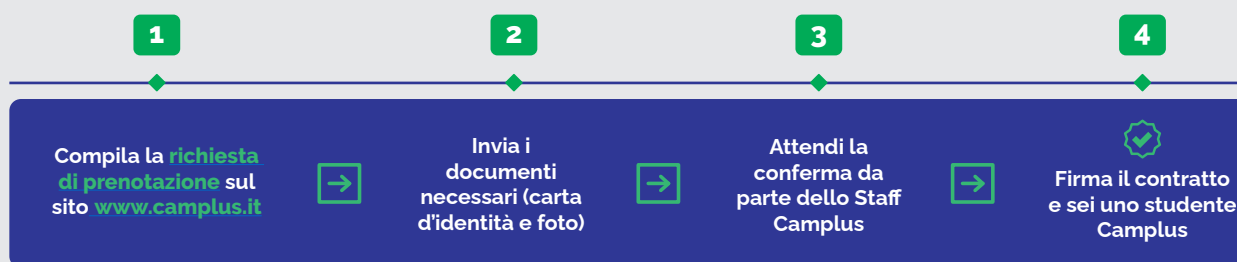 1
2
3
4
Compila la richiesta
di prenotazione sul
sito www.camplus.it
Invia i
documenti
necessari (carta
d'identità e foto)
Attendi la
conferma da
parte dello Staff
Camplus
Firma il contratto
e sei uno studente
Camplus